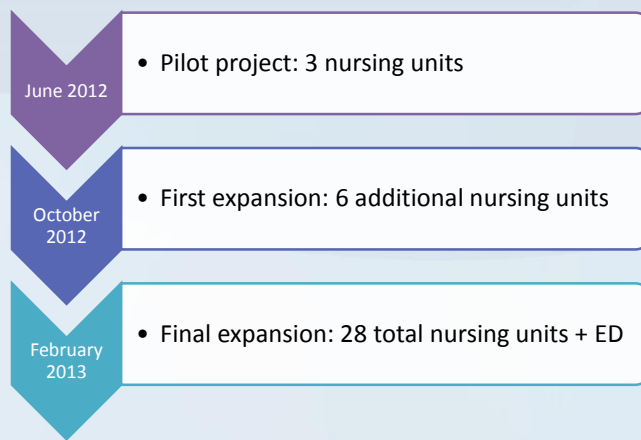 June 2012
• Pilot project: 3 nursing units
October
2012
• First expansion: 6 additional nursing units
February
2013
• Final expansion: 28 total nursing units + ED